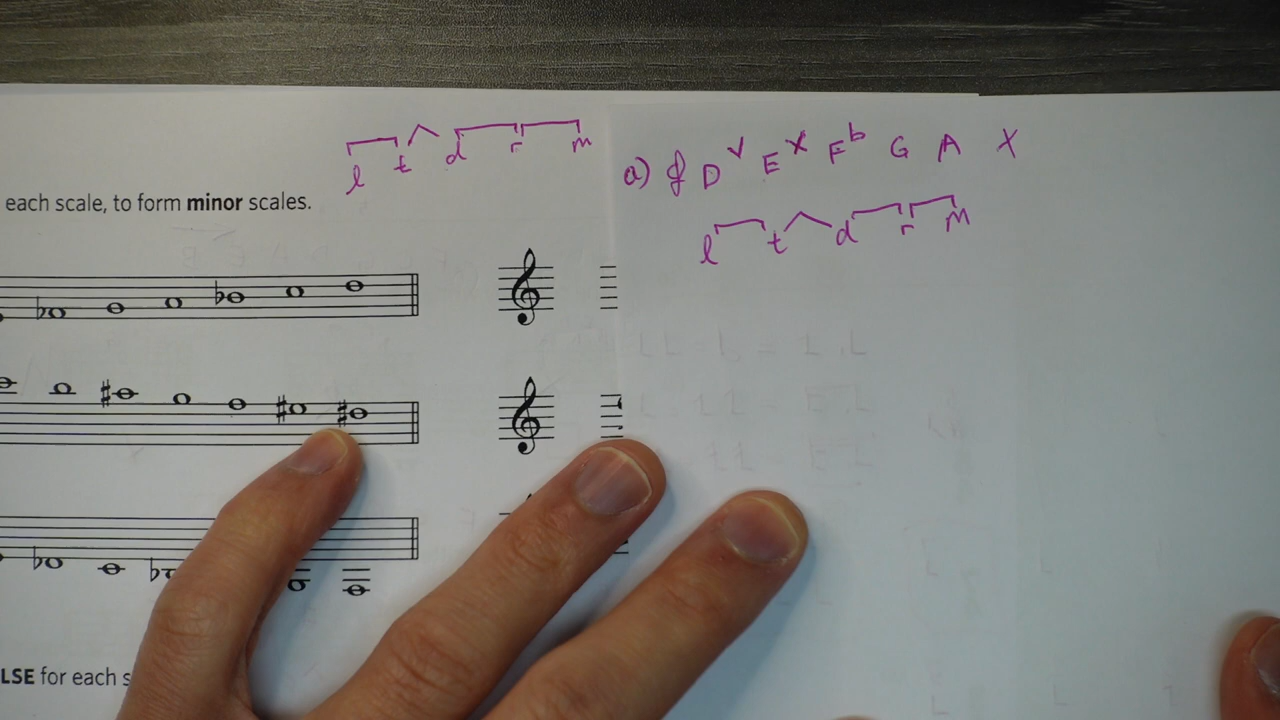 l t d r m
a) D E F b G A X
l t d r m
each scale, to form minor scales.
LSE for each s